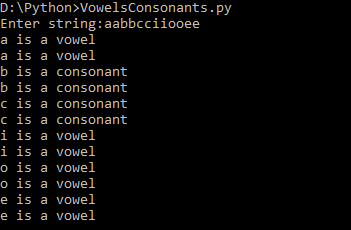 D:\Python>VowelsConsonants.py
Enter string:aabbcciiooee
a is a vowel
a is a vowel
b is a consonant
b is a consonant
c is a consonant
c is a consonant
i is a vowel
i is a vowel
o is a vowel
o is a vowel
e is a vowel
e is a vowel